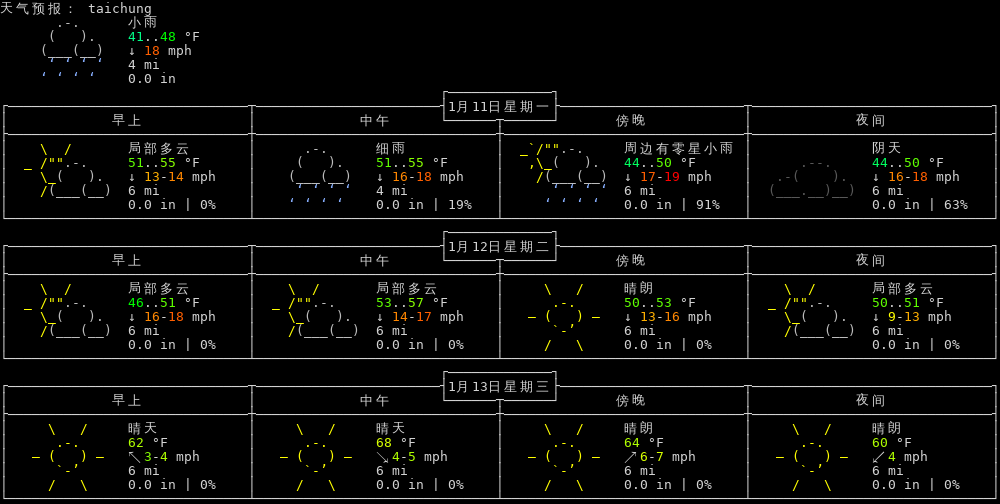 天气预报： taichung
小雨
41..48 °F
↓ 18 mph
4 mi
0.0 in
1月11日星期一
早上 中午 傍晚 夜间
局部多云 细雨 周边有零星小雨 阴天
51..55 °F 51..55 °F 44..50 °F 44..50 °F
↓ 13-14 mph ↓ 16-18 mph ↓ 17-19 mph ↓ 16-18 mph
6 mi 4 mi 6 mi 6 mi
0.0 in | 0% 0.0 in | 19% 0.0 in | 91% 0.0 in | 63%
1月12日星期二
早上 中午 傍晚 夜间
局部多云 局部多云 晴朗 局部多云
46..51 °F 53..57 °F 50..53 °F 50..51 °F
↓ 16-18 mph ↓ 14-17 mph ↓ 13-16 mph ↓ 9-13 mph
6 mi 6 mi 6 mi 6 mi
0.0 in | 0% 0.0 in | 0% 0.0 in | 0% 0.0 in | 0%
1月13日星期三
早上 中午 傍晚 夜间
晴天 晴天 晴朗 晴朗
62 °F 68 °F 64 °F 60 °F
↖ 3-4 mph ↘ 4-5 mph ↗ 6-7 mph ↙ 4 mph
6 mi 6 mi 6 mi 6 mi
0.0 in | 0% 0.0 in | 0% 0.0 in | 0% 0.0 in | 0%